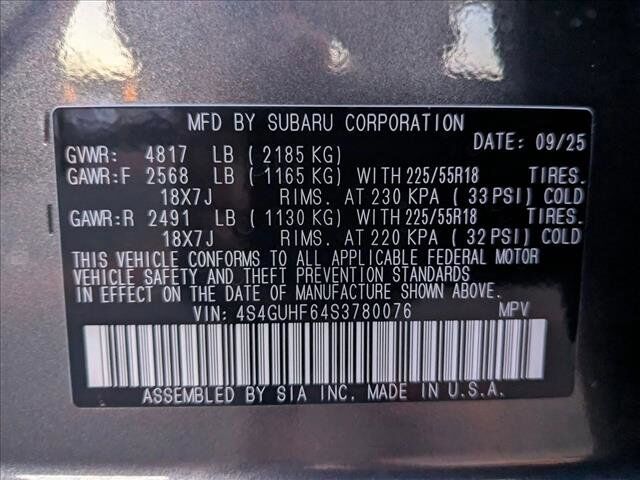 MFD BY SUBARU CORPORATION
DATE: 09/25
GVWR: 4817 LB ( 2185 KG)
GAWR:F 2568 LB ( 1165 KG) WITH 225/55R18 TIRES.
18X7J RIMS. AT 230 KPA ( 33 PSI) COLD
GAWR:R 2491 LB ( 1130 KG) WITH 225/55R18 TIRES.
18X7J RIMS. AT 220 KPA ( 32 PSI) COLD
THIS VEHICLE CONFORMS TO ALL APPLICABLE FEDERAL MOTOR
VEHICLE SAFETY AND THEFT PREVENTION STANDARDS
IN EFFECT ON THE DATE OF MANUFACTURE SHOWN ABOVE.
VIN: 4S4GUHF64S3780076 MPV
ASSEMBLED BY SIA INC. MADE IN U.S.A.